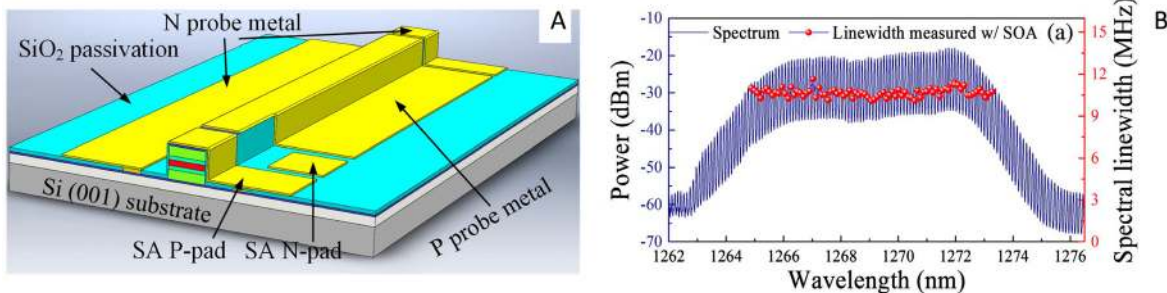 N probe metal
A
SiO2 passivation
Si (001) substrate
SA P-pad
SA N-pad
P probe metal
B
Spectrum
Linewidth measured w/ SOA
(a)
Power (dBm)
-10
-20
-30
-40
-50
-60
-70
15
12
9
6
3
0
Spectral linewidth (MHz)
1262 1264 1266 1268 1270 1272 1274 1276
Wavelength (nm)